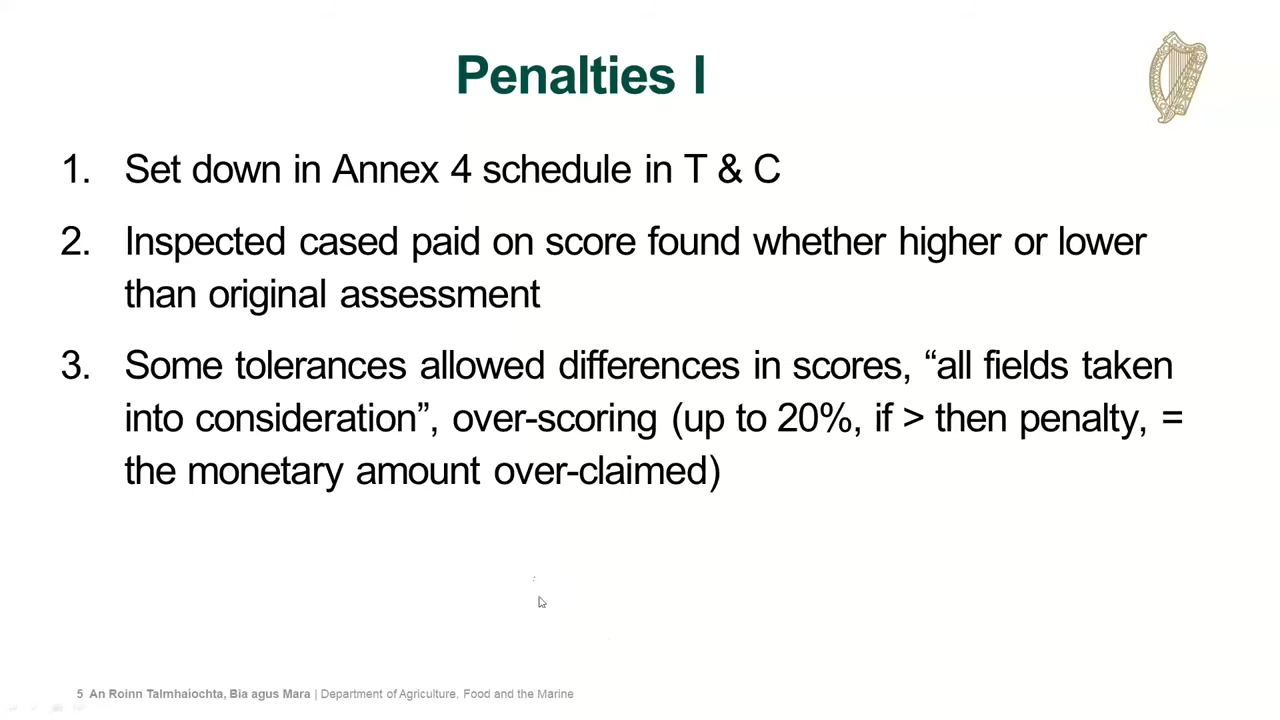 Penalties I
1. Set down in Annex 4 schedule in T & C
2. Inspected cased paid on score found whether higher or lower
than original assessment
3. Some tolerances allowed differences in scores, “all fields taken
into consideration”, over-scoring (up to 20%, if > then penalty, =
the monetary amount over-claimed)
5 An Roinn Talmhaíochta, Bia agus Mara | Department of Agriculture, Food and the Marine